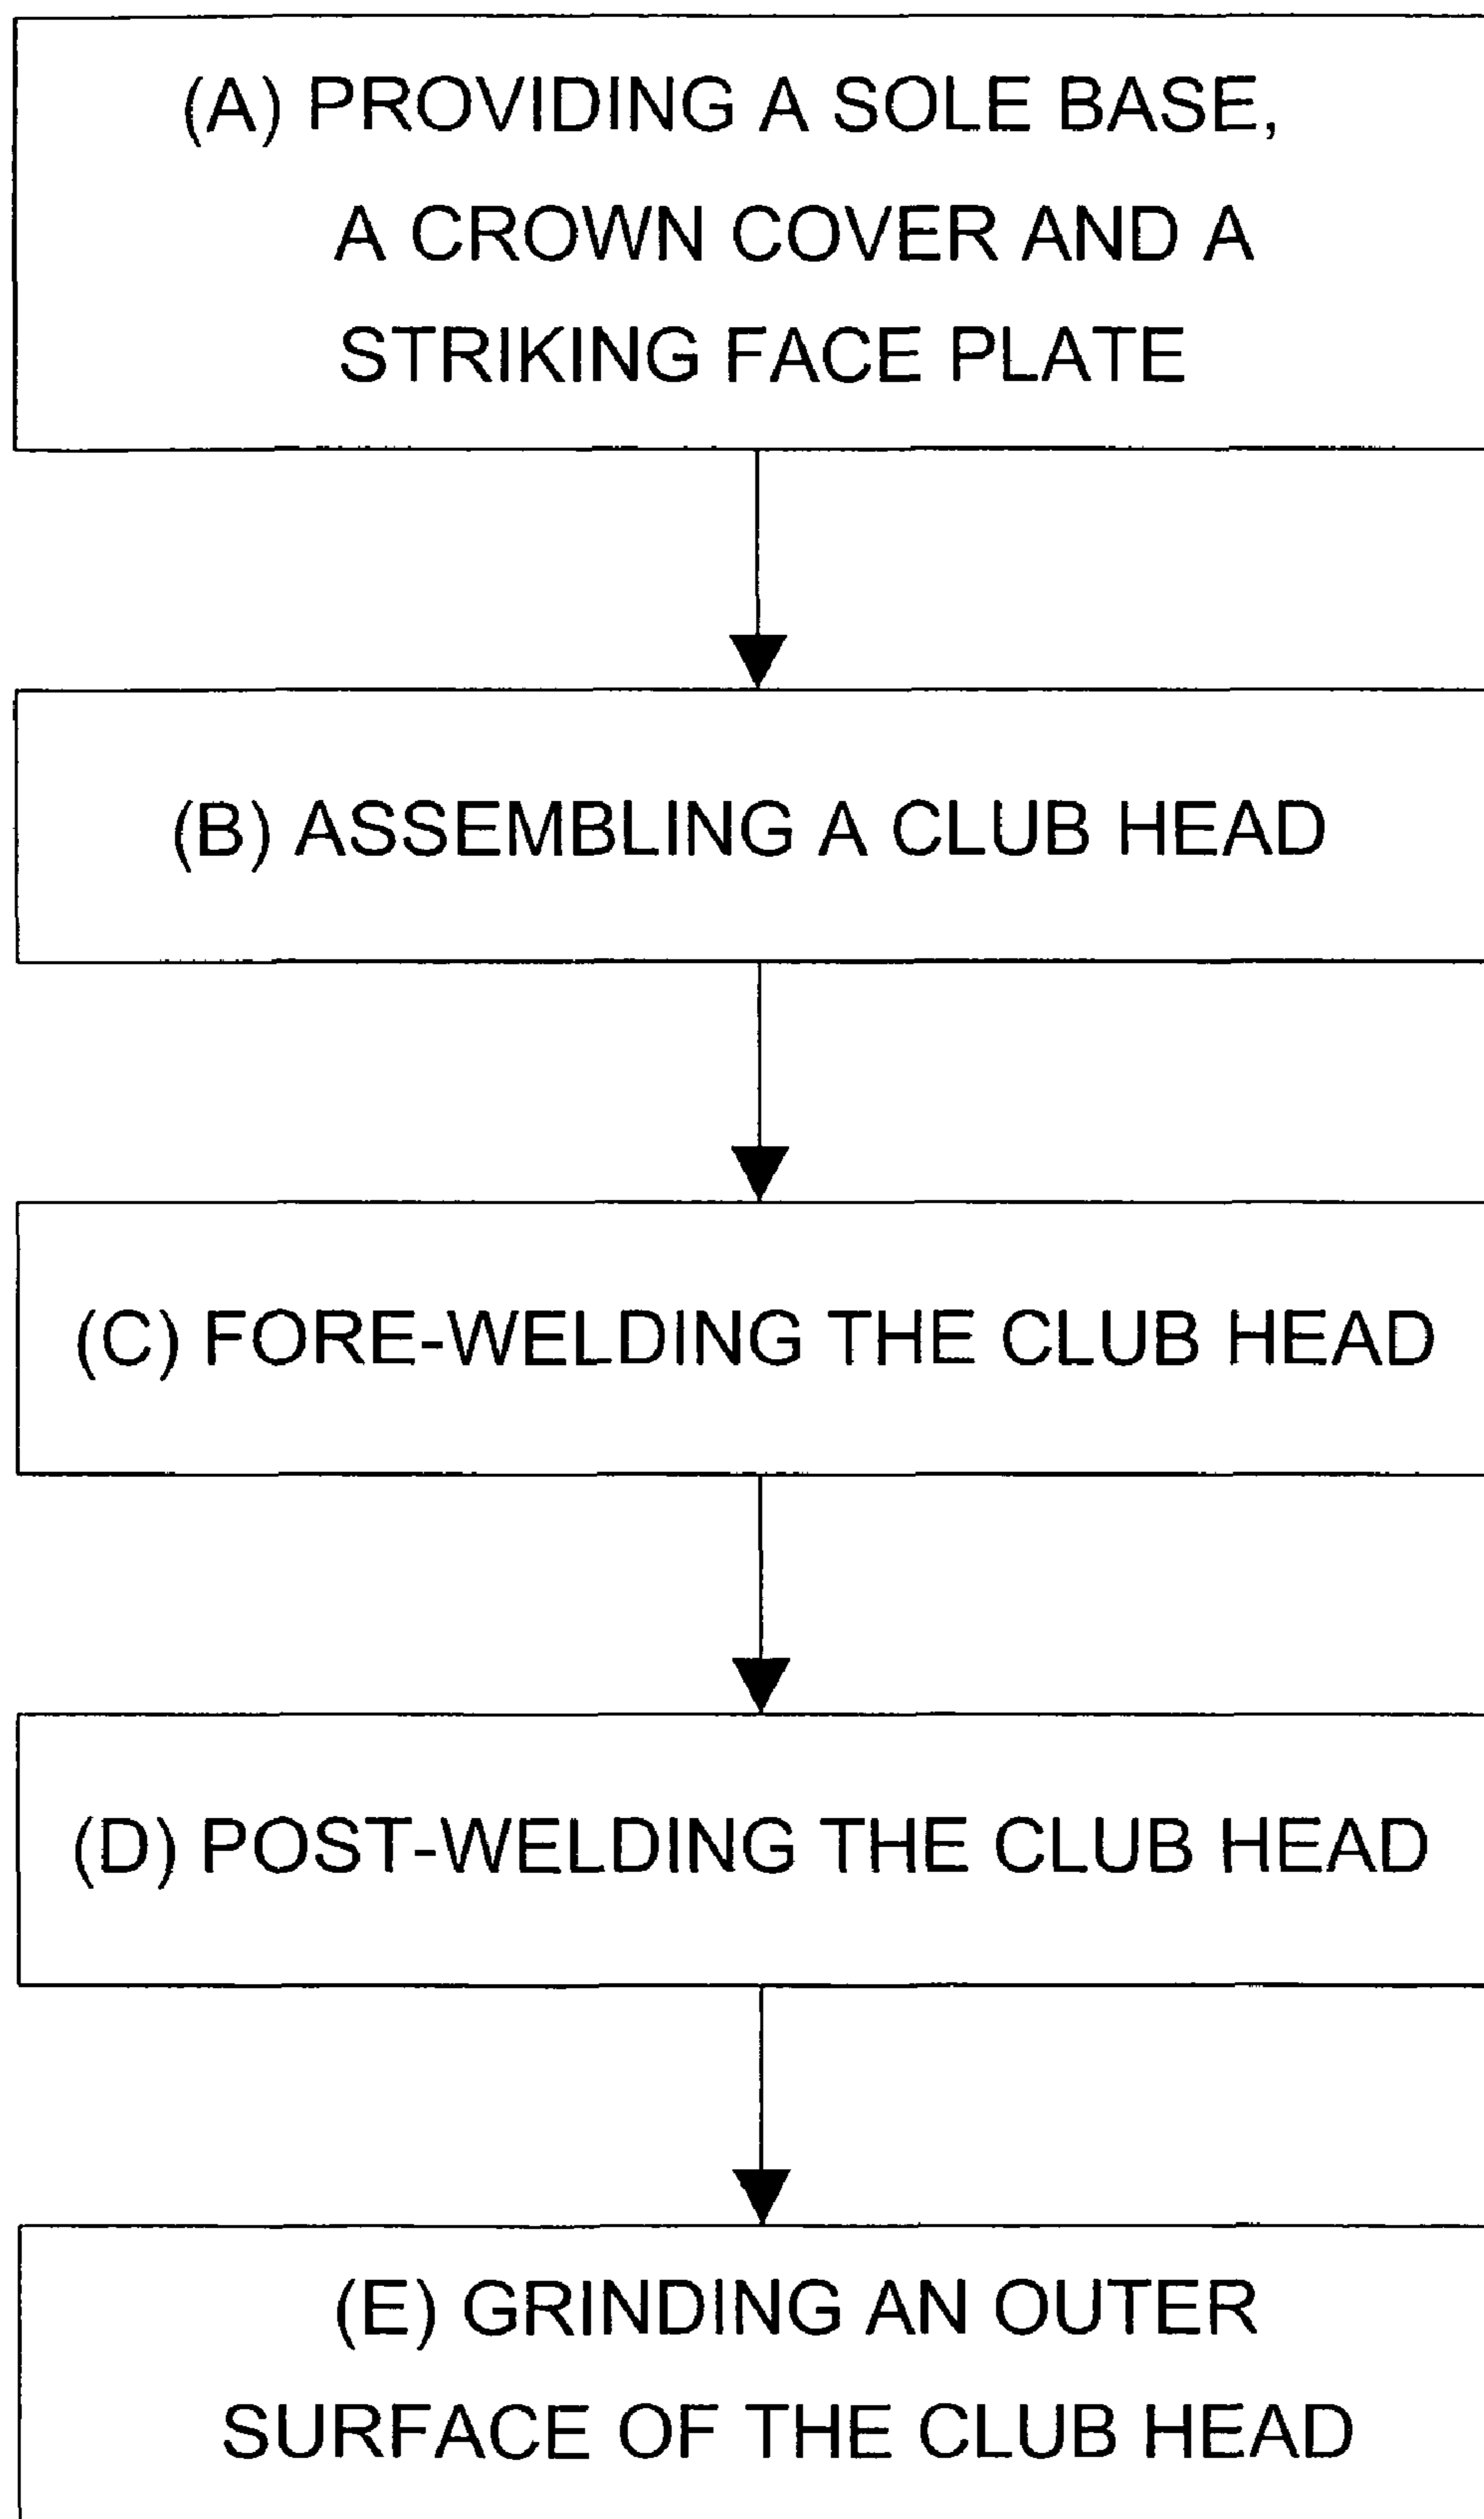 (A) PROVIDING A SOLE BASE,
A CROWN COVER AND A
STRIKING FACE PLATE
(B) ASSEMBLING A CLUB HEAD
(C) FORE-WELDING THE CLUB HEAD
(D) POST-WELDING THE CLUB HEAD
(E) GRINDING AN OUTER
SURFACE OF THE CLUB HEAD